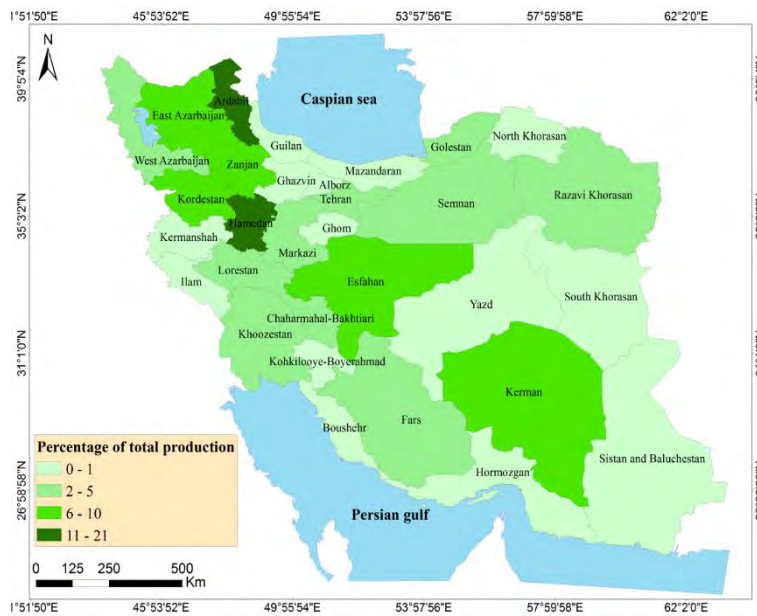 1°51'50"E 45°53'52"E 49°55'54"E 53°57'56"E 57°59'58"E 62°2'0"E
39°5'4"N
N
Caspian sea
Ardabil
East Azarbaijan
Guilan
Golestan
North Khorasan
West Azarbaijan
Zanjan
Mazandaran
Ghazvin
Alborz
Tehran
Razavi Khorasan
Kordestan
Semnan
35°3'2"N
Hamedan
Ghom
Kermanshah
Markazi
Lorestan
Esfahan
Ilam
Yazd
South Khorasan
Chaharmahal-Bakhtiari
Khoozestan
31°1'0"N
Kohkilooye-Boyerahmad
Kerman
Boushehr
Fars
Sistan and Baluchestan
Hormozgan
26°58'58"N
Persian gulf
Percentage of total production
0 - 1
2 - 5
6 - 10
11 - 21
0 125 250 500
Km
1°51'50"E 45°53'52"E 49°55'54"E 53°57'56"E 57°59'58"E 62°2'0"E